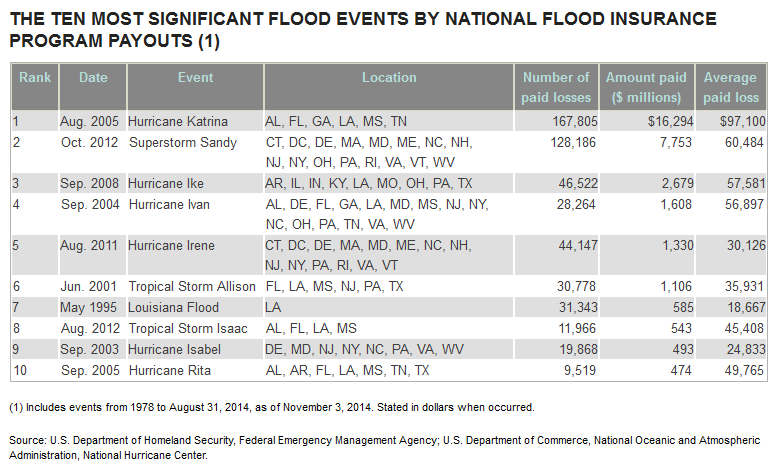 THE TEN MOST SIGNIFICANT FLOOD EVENTS BY NATIONAL FLOOD INSURANCE
PROGRAM PAYOUTS (1)
Rank Date Event Location Number of paid losses Amount paid ($ millions) Average paid loss
1 Aug. 2005 Hurricane Katrina AL, FL, GA, LA, MS, TN 167,805 $16,294 $97,100
2 Oct. 2012 Superstorm Sandy CT, DC, DE, MA, MD, ME, NC, NH, 128,186 7,753 60,484
NJ, NY, OH, PA, RI, VA, VT, WV
3 Sep. 2008 Hurricane Ike AR, IL, IN, KY, LA, MO, OH, PA, TX 46,522 2,679 57,581
4 Sep. 2004 Hurricane Ivan AL, DE, FL, GA, LA, MD, MS, NJ, NY, 28,264 1,608 56,897
NC, OH, PA, TN, VA, WV
5 Aug. 2011 Hurricane Irene CT, DC, DE, MA, MD, ME, NC, NH, 44,147 1,330 30,126
NJ, NY, PA, RI, VA, VT
6 Jun. 2001 Tropical Storm Allison FL, LA, MS, NJ, PA, TX 30,778 1,106 35,931
7 May 1995 Louisiana Flood LA 31,343 585 18,667
8 Aug. 2012 Tropical Storm Isaac AL, FL, LA, MS 11,966 543 45,408
9 Sep. 2003 Hurricane Isabel DE, MD, NJ, NY, NC, PA, VA, WV 19,868 493 24,833
10 Sep. 2005 Hurricane Rita AL, AR, FL, LA, MS, TN, TX 9,519 474 49,765
(1) Includes events from 1978 to August 31, 2014, as of November 3, 2014. Stated in dollars when occurred.
Source: U.S. Department of Homeland Security, Federal Emergency Management Agency; U.S. Department of Commerce, National Oceanic and Atmospheric
Administration, National Hurricane Center.